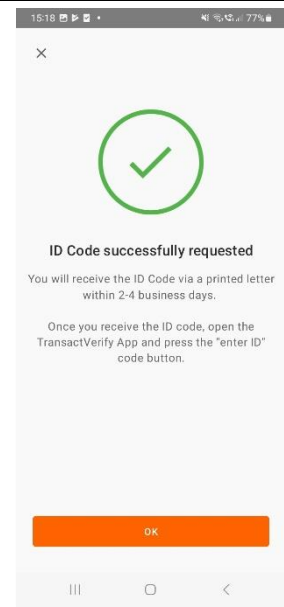 15:18 77%
ID Code successfully requested
You will receive the ID Code via a printed letter
within 2-4 business days.
Once you receive the ID code, open the
TransactVerify App and press the "enter ID"
code button.
OK